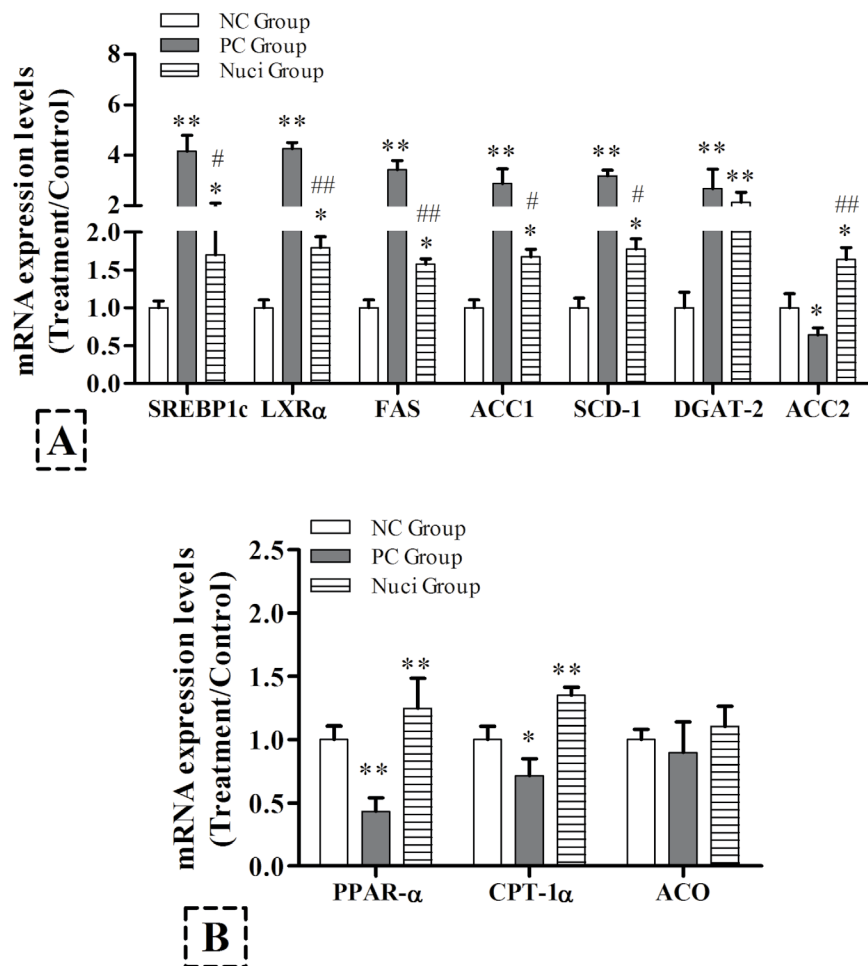 NC Group
PC Group
Nuci Group
mRNA expression levels
(Treatment/Control)
8
6
4
2
2.0
1.5
1.0
0.5
0.0
** ** ** ** ** ** **
# ## ## # # ##
* * * * * * *
SREBP1c LXRα FAS ACC1 SCD-1 DGAT-2 ACC2
A
NC Group
PC Group
Nuci Group
mRNA expression levels
(Treatment/Control)
2.5
2.0
1.5
1.0
0.5
0.0
** ** * **
PPAR-α CPT-1α ACO
B